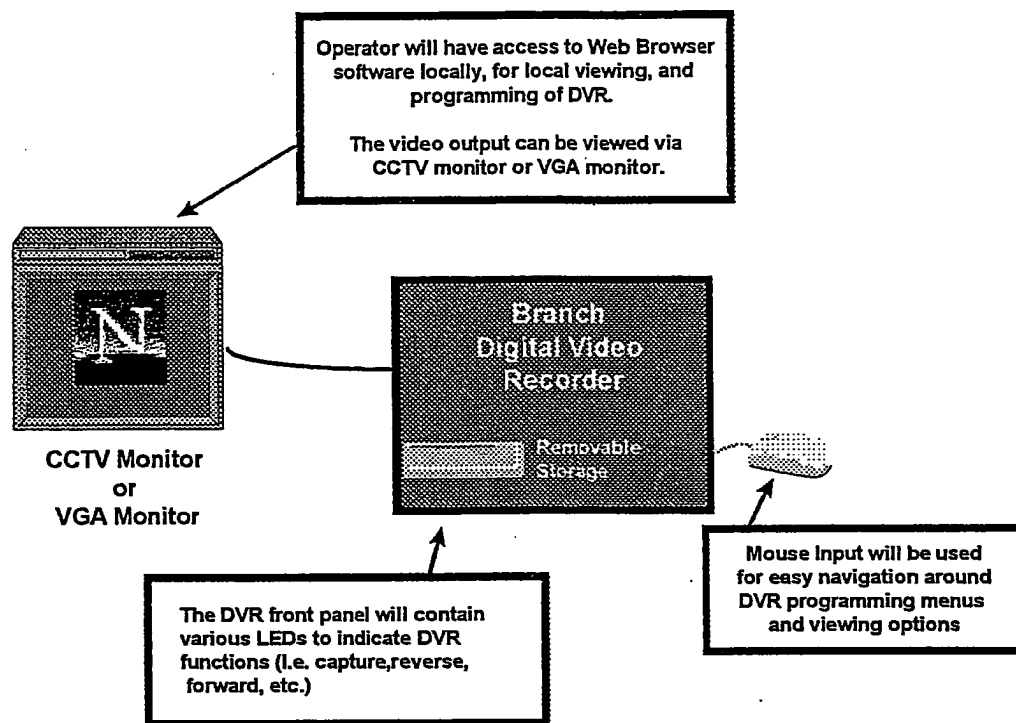 Operator will have access to Web Browser
software locally, for local viewing, and
programming of DVR.
The video output can be viewed via
CCTV monitor or VGA monitor.
N
CCTV Monitor
or
VGA Monitor
Branch
Digital Video
Recorder
Removable
Storage
The DVR front panel will contain
various LEDs to indicate DVR
functions (i.e. capture,reverse,
forward, etc.)
Mouse Input will be used
for easy navigation around
DVR programming menus
and viewing options